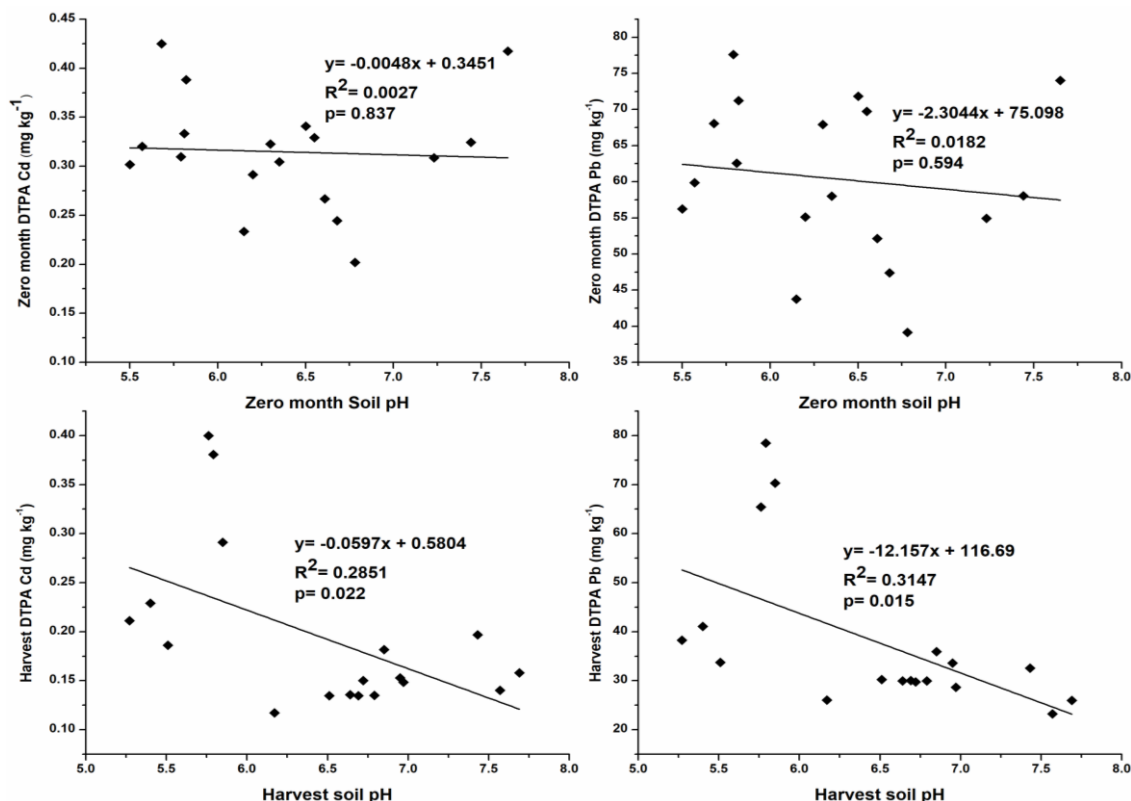 0.45
0.40
0.35
0.30
0.25
0.20
0.15
0.10
Zero month DTPA Cd (mg kg-1)
y= -0.0048x + 0.3451
R2= 0.0027
p= 0.837
5.5 6.0 6.5 7.0 7.5 8.0
Zero month Soil pH
80
75
70
65
60
55
50
45
40
35
Zero month DTPA Pb (mg kg-1)
y= -2.3044x + 75.098
R2= 0.0182
p= 0.594
5.5 6.0 6.5 7.0 7.5 8.0
Zero month soil pH
0.40
0.35
0.30
0.25
0.20
0.15
0.10
Harvest DTPA Cd (mg kg-1)
y= -0.0597x + 0.5804
R2= 0.2851
p= 0.022
5.0 5.5 6.0 6.5 7.0 7.5 8.0
Harvest soil pH
80
70
60
50
40
30
20
Harvest DTPA Pb (mg kg-1)
y= -12.157x + 116.69
R2= 0.3147
p= 0.015
5.0 5.5 6.0 6.5 7.0 7.5 8.0
Harvest soil pH